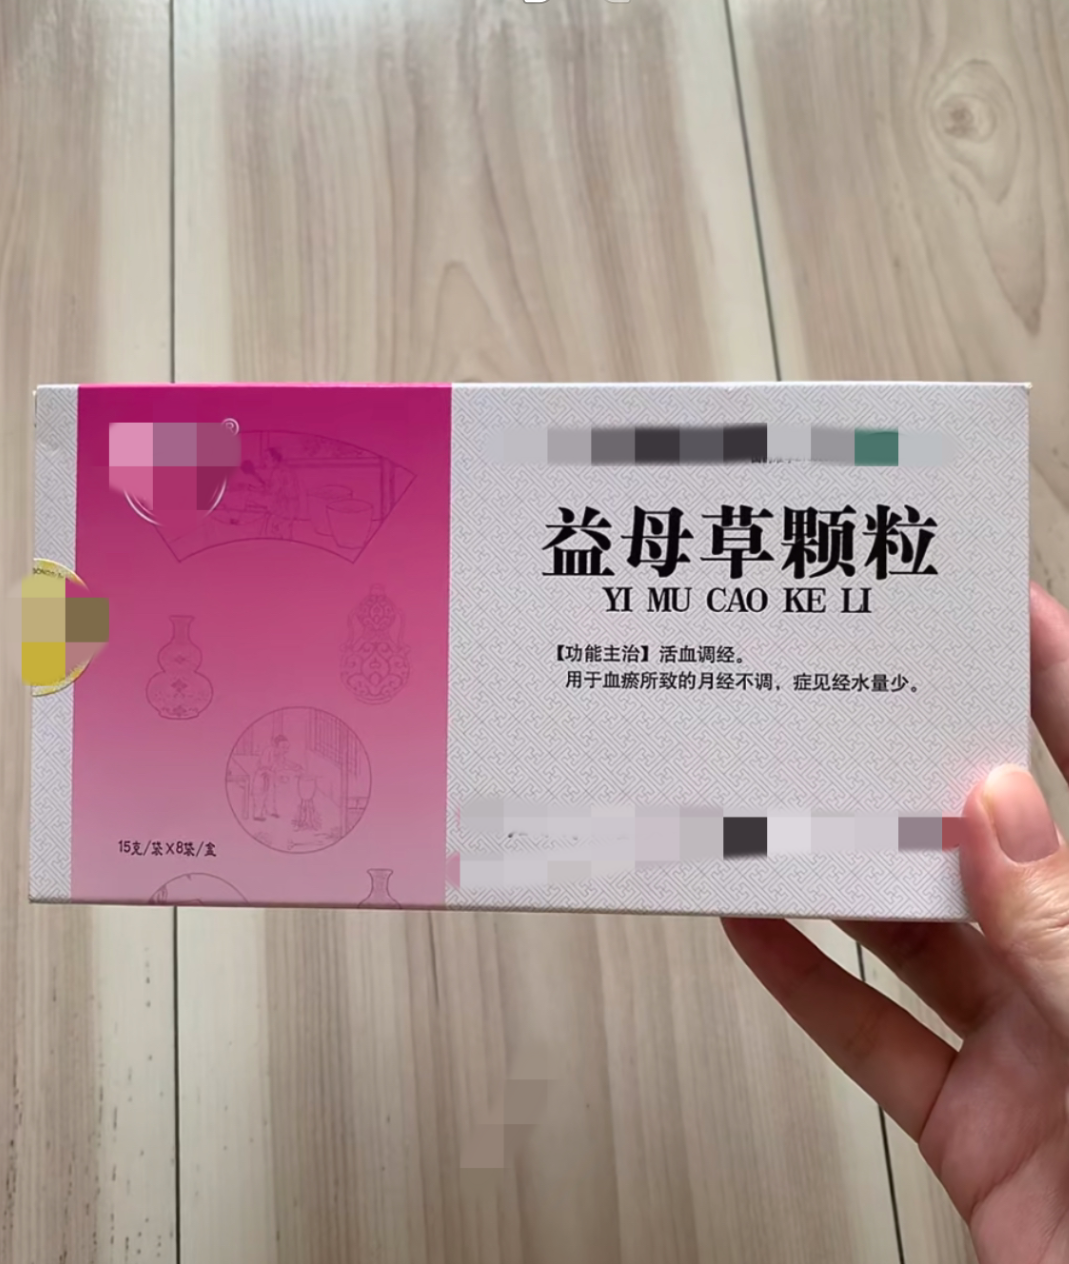 益母草颗粒
YI MU CAO KE LI
【功能主治】活血调经。
用于血瘀所致的月经不调，症见经水量少。
15克/袋X8袋/盒